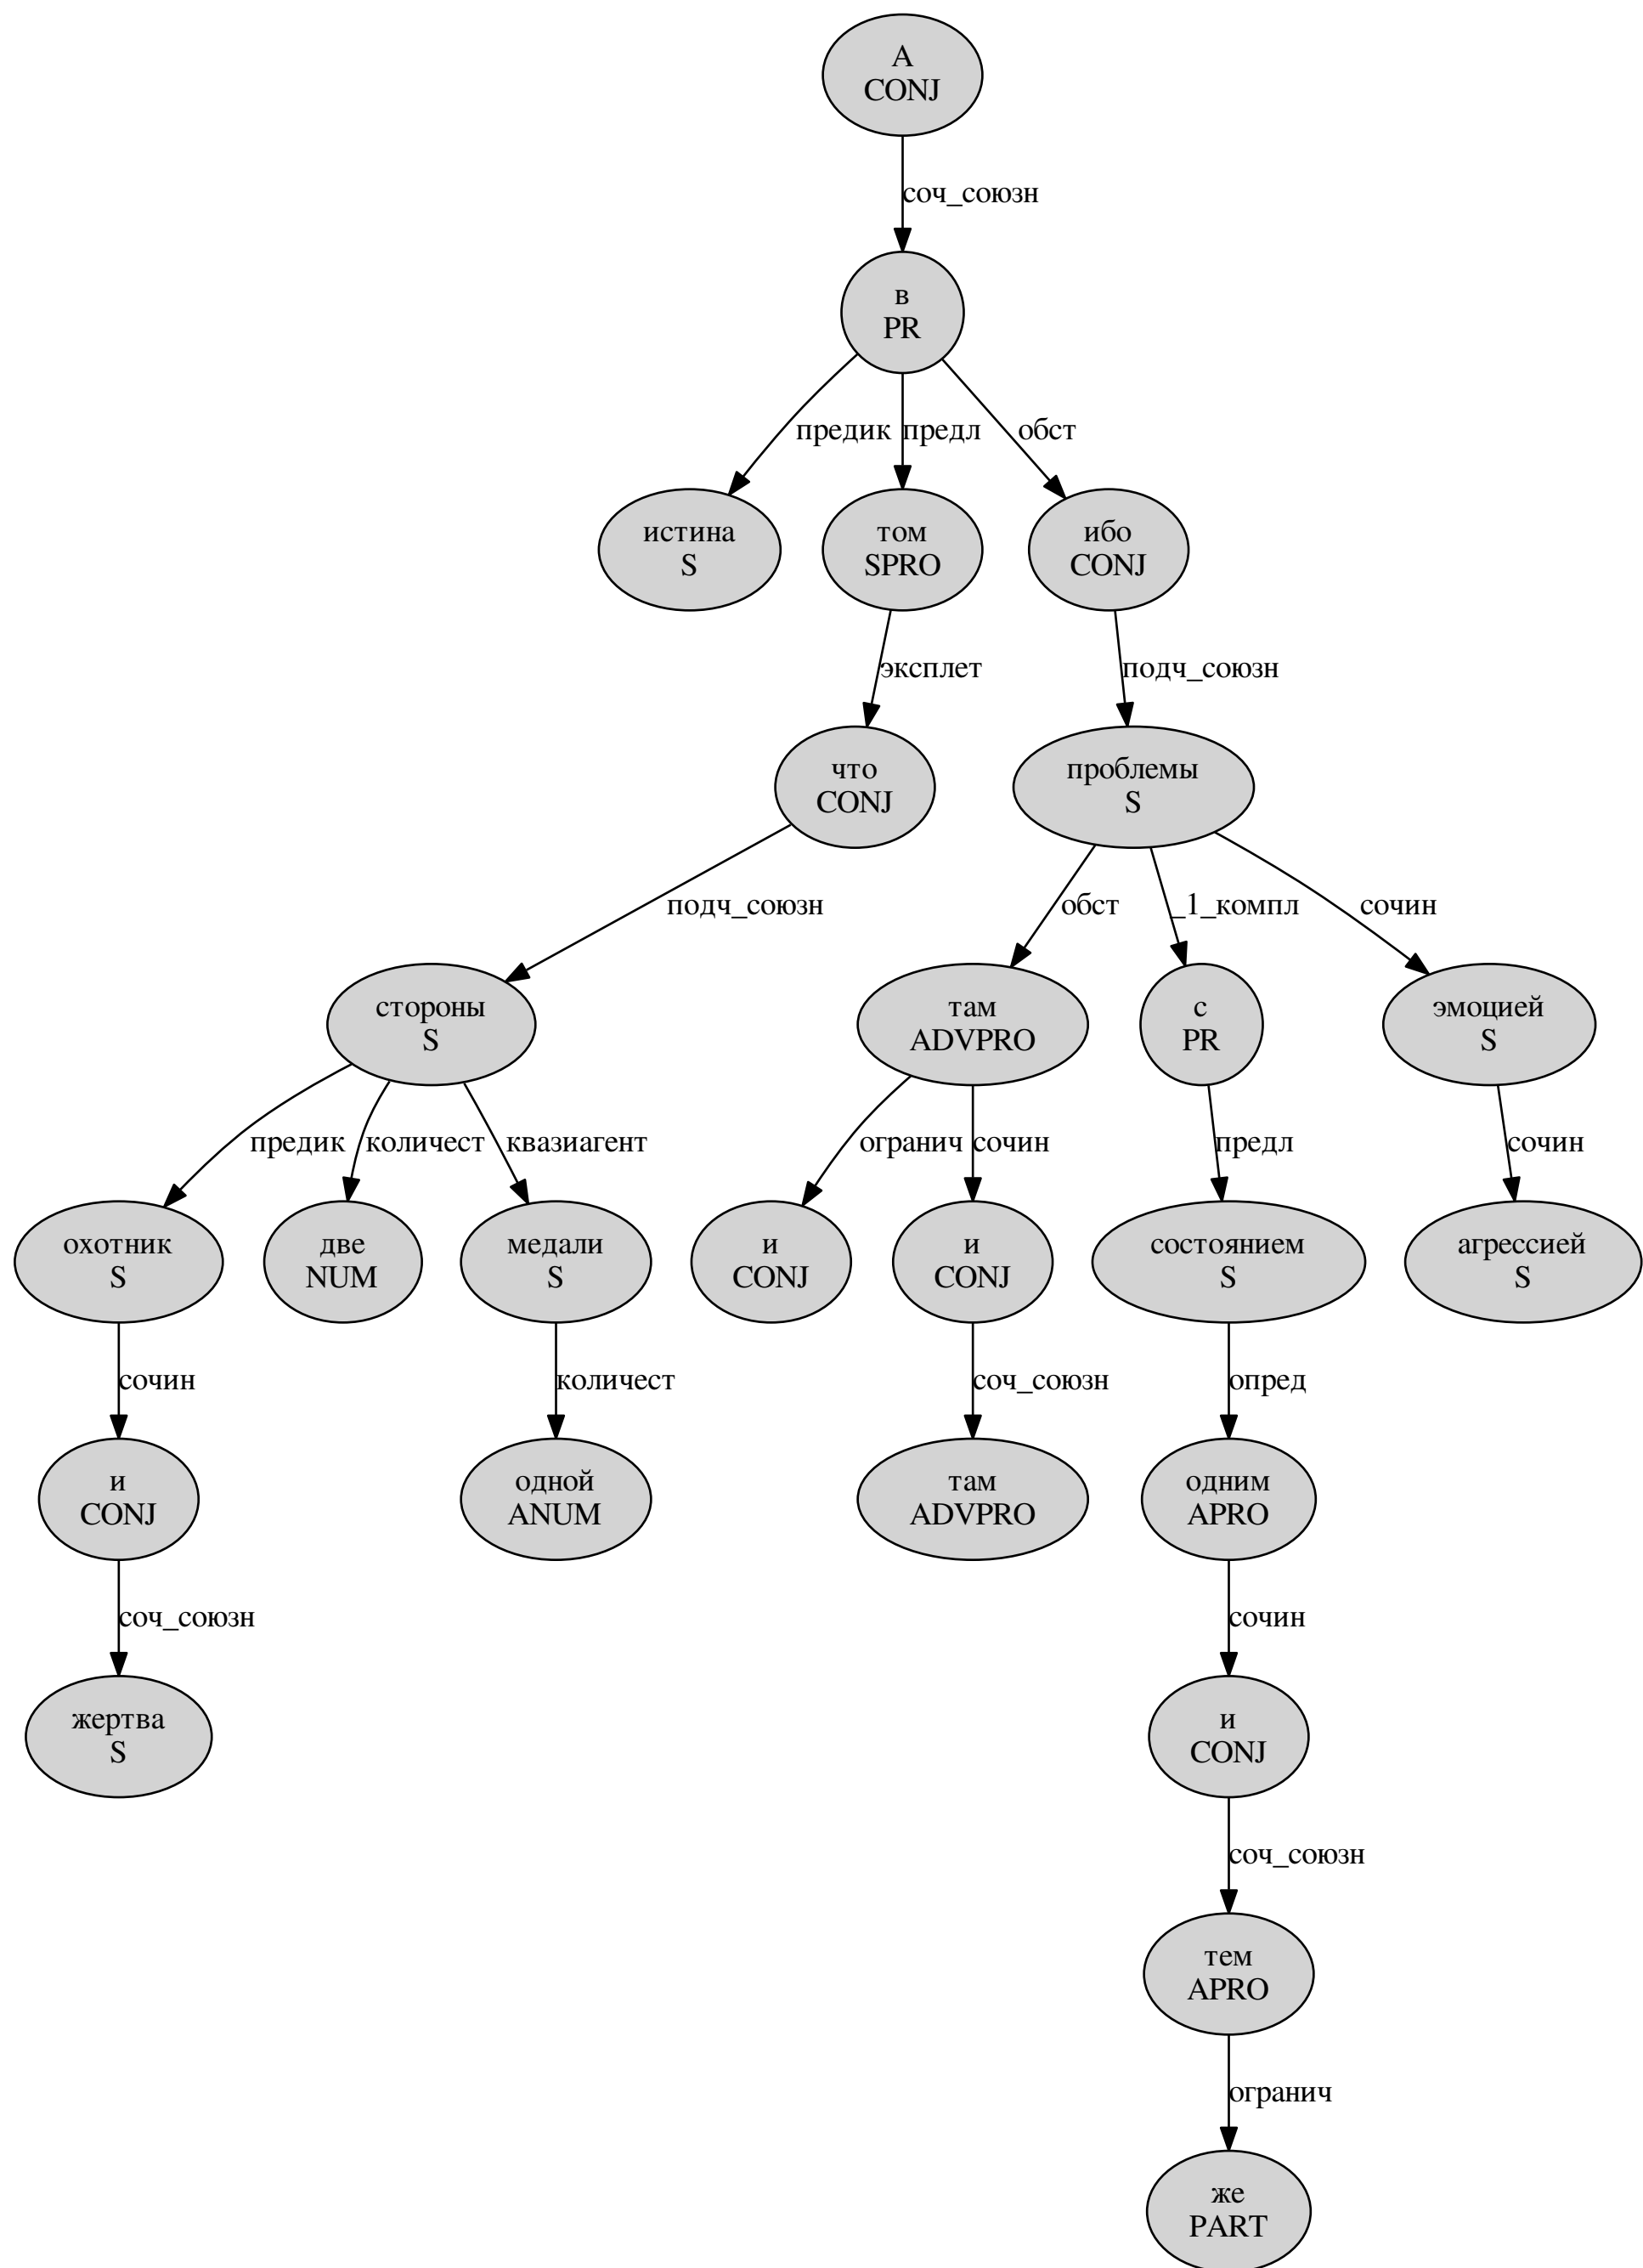 А
CONJ
соч_союзн
в
PR
предик
предл
обст
истина
S
том
SPRO
ибо
CONJ
эксплет
подч_союзн
что
CONJ
проблемы
S
подч_союзн
обст
_1_компл
сочин
стороны
S
там
ADVPRO
с
PR
эмоцией
S
предик
количест
квазиагент
огранич
сочин
предл
сочин
охотник
S
две
NUM
медали
S
и
CONJ
и
CONJ
состоянием
S
агрессией
S
сочин
количест
соч_союзн
опред
и
CONJ
одной
ANUM
там
ADVPRO
одним
APRO
соч_союзн
сочин
жертва
S
и
CONJ
соч_союзн
тем
APRO
огранич
же
PART